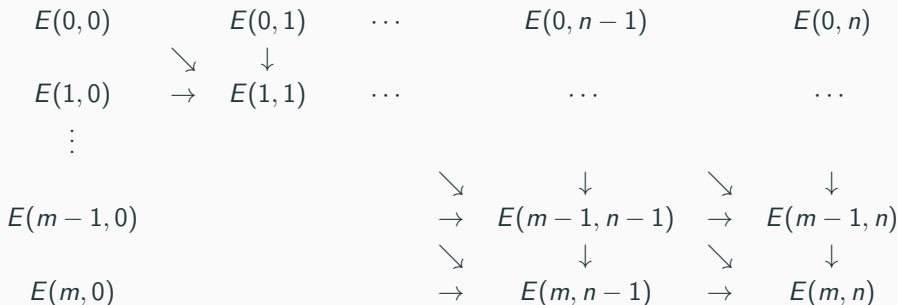 E(0,0) E(0,1) ⋯ E(0,n−1) E(0,n)
↘ ↓
E(1,0) → E(1,1) ⋯ ⋯ ⋯
⋮
↘ ↓ ↘ ↓
E(m−1,0) → E(m−1,n−1) → E(m−1,n)
↘ ↓ ↘ ↓
E(m,0) → E(m,n−1) → E(m,n)